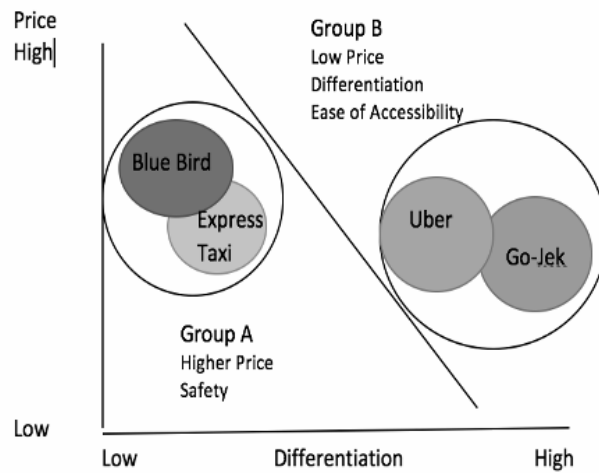 Price
High
Group B
Low Price
Differentiation
Ease of Accessibility
Blue Bird
Express
Taxi
Uber
Go-Jek
Group A
Higher Price
Safety
Low
Low
Differentiation
High